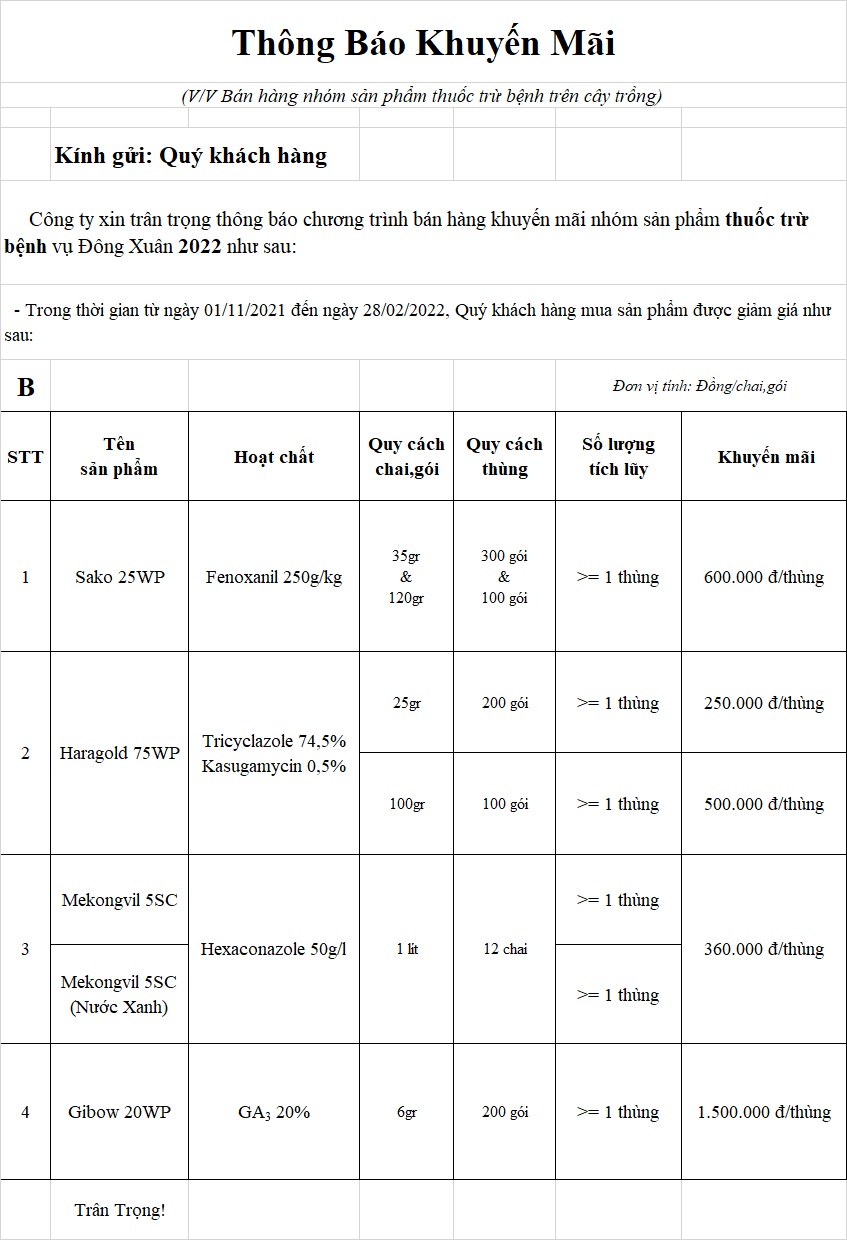 Thông Báo Khuyến Mãi
(V/V Bán hàng nhóm sản phẩm thuốc trừ bệnh trên cây trồng)
Kính gửi: Quý khách hàng
Công ty xin trân trọng thông báo chương trình bán hàng khuyến mãi nhóm sản phẩm thuốc trừ
bệnh vụ Đông Xuân 2022 như sau:
- Trong thời gian từ ngày 01/11/2021 đến ngày 28/02/2022, Quý khách hàng mua sản phẩm được giảm giá như
sau:
B
Đơn vị tính: Đồng/chai,gói
STT
Tên
sản phẩm
Hoạt chất
Quy cách
chai,gói
Quy cách
thùng
Số lượng
tích lũy
Khuyến mãi
1
Sako 25WP
Fenoxanil 250g/kg
35gr
&
120gr
300 gói
&
100 gói
>= 1 thùng
600.000 đ/thùng
2
Haragold 75WP
Tricyclazole 74,5%
Kasugamycin 0,5%
25gr
200 gói
>= 1 thùng
250.000 đ/thùng
100gr
100 gói
>= 1 thùng
500.000 đ/thùng
3
Mekongvil 5SC
Mekongvil 5SC
(Nước Xanh)
Hexaconazole 50g/l
1 lít
12 chai
>= 1 thùng
>= 1 thùng
360.000 đ/thùng
4
Gibow 20WP
GA₃ 20%
6gr
200 gói
>= 1 thùng
1.500.000 đ/thùng
Trân Trọng!